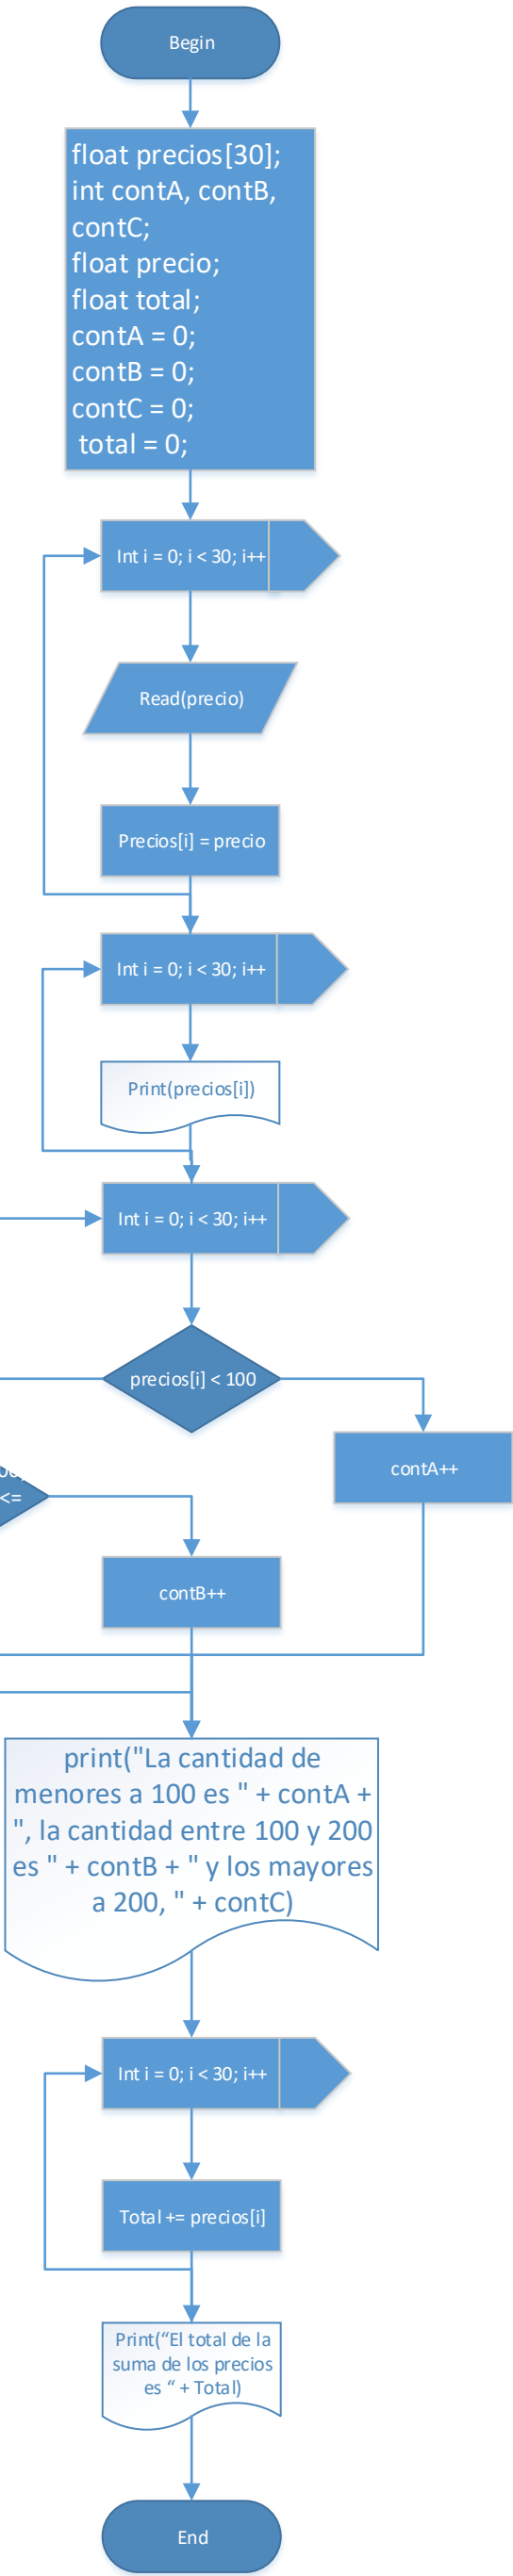 Begin
float precios[30];
int contA, contB,
contC;
float precio;
float total;
contA = 0;
contB = 0;
contC = 0;
total = 0;
Int i = 0; i < 30; i++
Read(precio)
Precios[i] = precio
Int i = 0; i < 30; i++
Print(precios[i])
Int i = 0; i < 30; i++
precios[i] < 100
contA++
<=
contB++
print("La cantidad de
menores a 100 es " + contA +
", la cantidad entre 100 y 200
es " + contB + " y los mayores
a 200, " + contC)
Int i = 0; i < 30; i++
Total += precios[i]
Print(“El total de la
suma de los precios
es “ + Total)
End